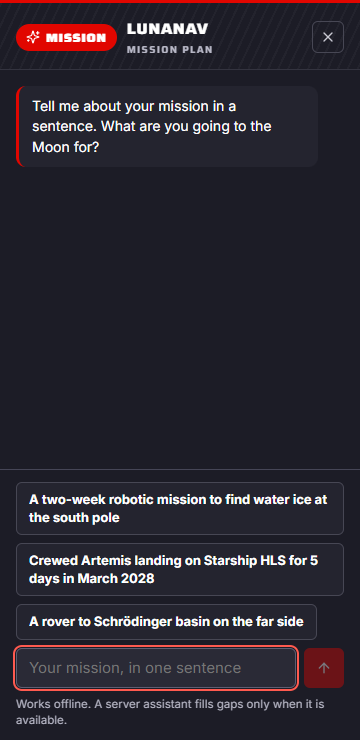 MISSION
LUNANAV
MISSION PLAN
Tell me about your mission in a
sentence. What are you going to the
Moon for?
A two-week robotic mission to find water ice at
the south pole
Crewed Artemis landing on Starship HLS for 5
days in March 2028
A rover to Schrödinger basin on the far side
Your mission, in one sentence
Works offline. A server assistant fills gaps only when it is
available.